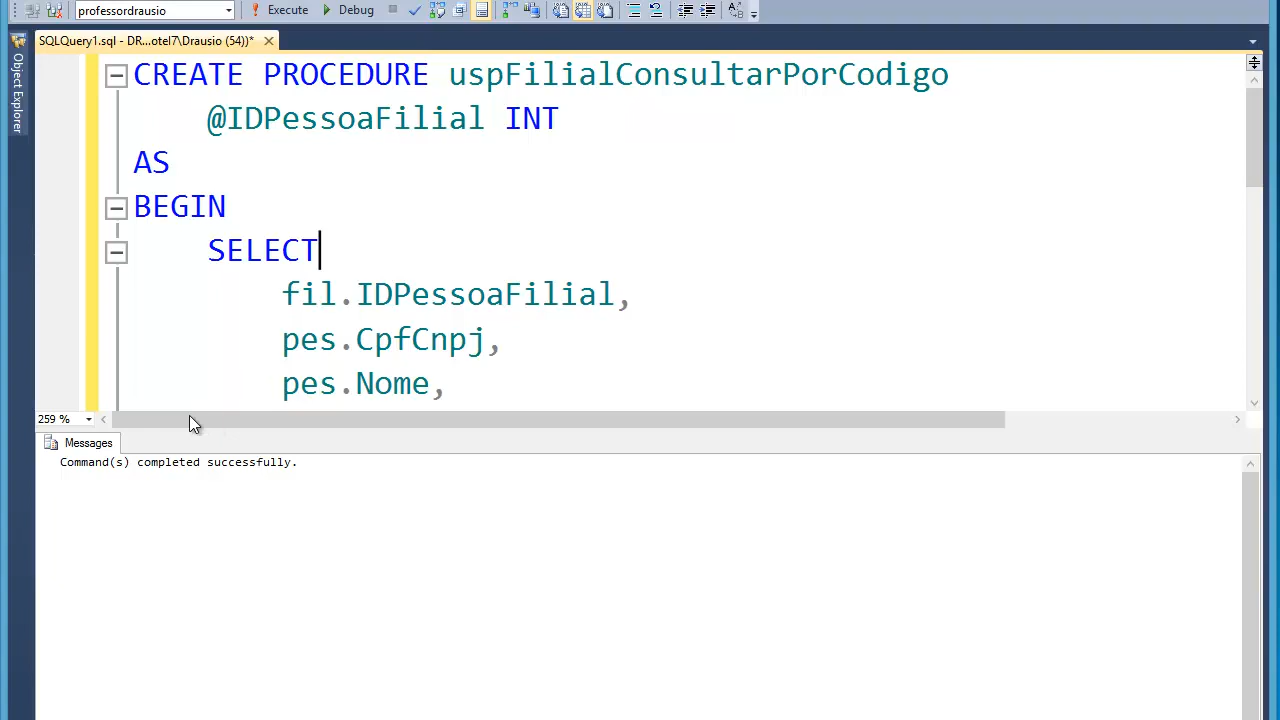 professordrausio Execute Debug
SQLQuery1.sql - DR...otel7\Drausio (54))*
Object Explorer
CREATE PROCEDURE uspFilialConsultarPorCodigo
@IDPessoaFilial INT
AS
BEGIN
SELECT
fil.IDPessoaFilial,
pes.CpfCnpj,
pes.Nome,
259 %
Messages
Command(s) completed successfully.